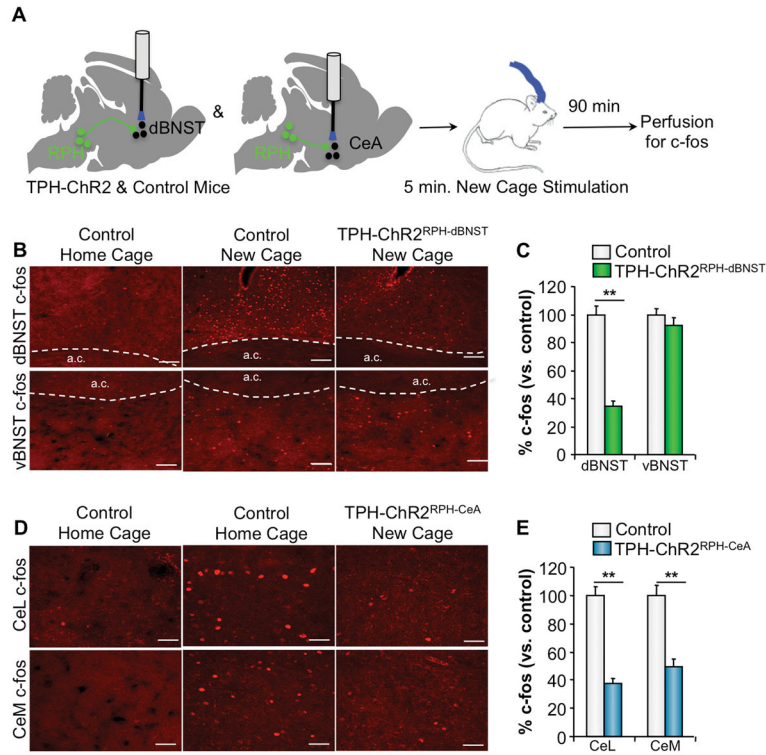 A
RPH
dBNST
&
RPH
CeA
90 min
Perfusion
for c-fos
TPH-ChR2 & Control Mice
5 min. New Cage Stimulation
B
Control
Home Cage
Control
New Cage
TPH-ChR2RPH-dBNST
New Cage
dBNST c-fos
a.c.
a.c.
a.c.
vBNST c-fos
a.c.
a.c.
a.c.
C
Control
TPH-ChR2RPH-dBNST
% c-fos (vs. control)
120
100
80
60
40
20
0
**
dBNST
vBNST
D
Control
Home Cage
Control
Home Cage
TPH-ChR2RPH-CeA
New Cage
CeL c-fos
CeM c-fos
E
Control
TPH-ChR2RPH-CeA
% c-fos (vs. control)
120
100
80
60
40
20
0
**
**
CeL
CeM